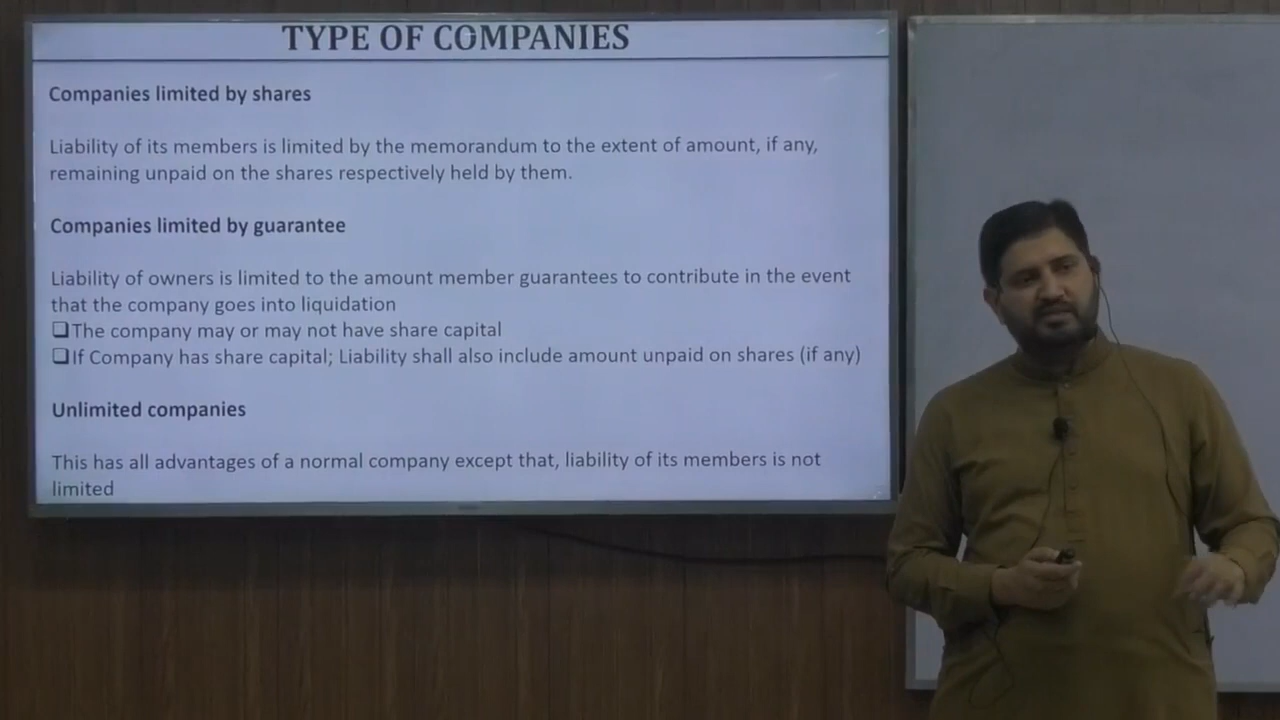 TYPE OF COMPANIES
Companies limited by shares
Liability of its members is limited by the memorandum to the extent of amount, if any,
remaining unpaid on the shares respectively held by them.
Companies limited by guarantee
Liability of owners is limited to the amount member guarantees to contribute in the event
that the company goes into liquidation
❑The company may or may not have share capital
❑If Company has share capital; Liability shall also include amount unpaid on shares (if any)
Unlimited companies
This has all advantages of a normal company except that, liability of its members is not
limited